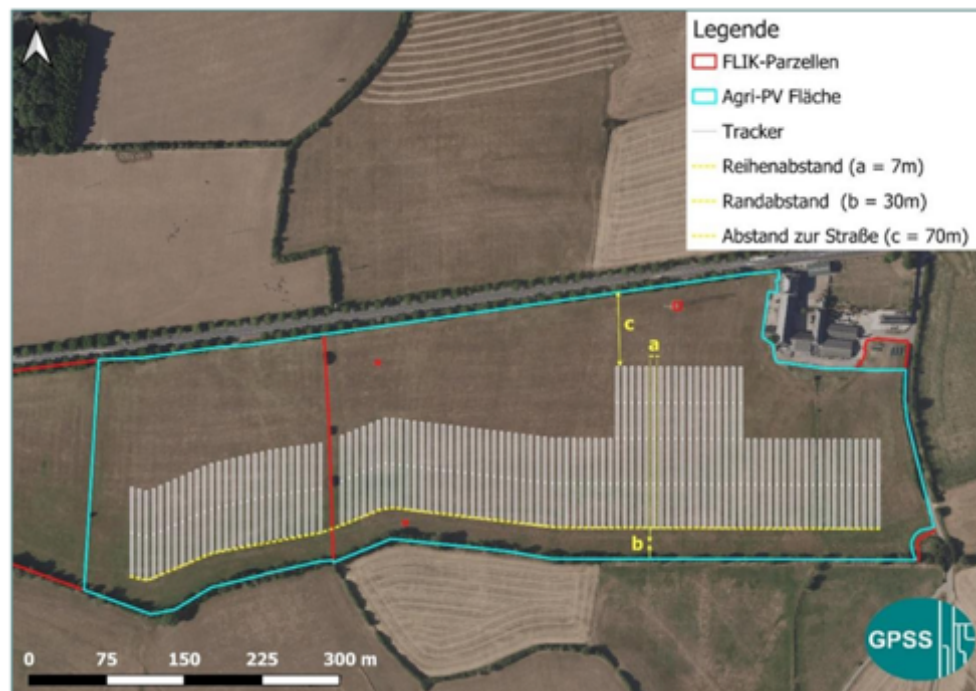 Legende
FLIK-Parzellen
Agri-PV Fläche
Tracker
Reihenabstand (a = 7m)
Randabstand (b = 30m)
Abstand zur Straße (c = 70m)
c
a
b
GPSS
0 75 150 225 300 m